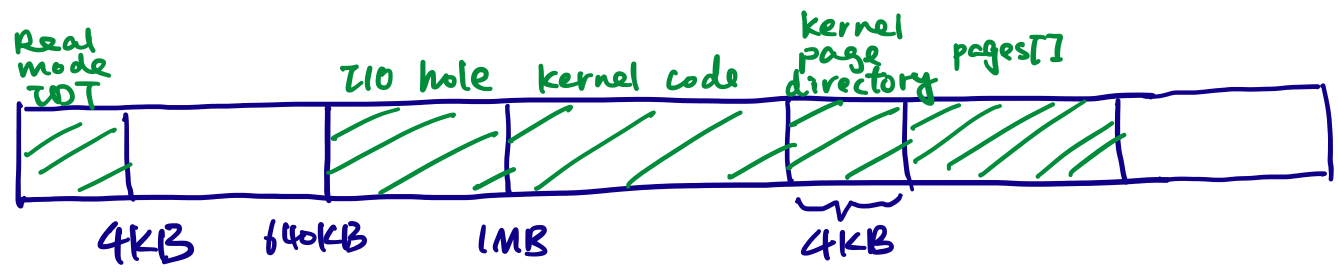 Real
mode
IDT
I/O hole
kernel code
kernel
page
directory
pages[]
4KB
640KB
1MB
4KB